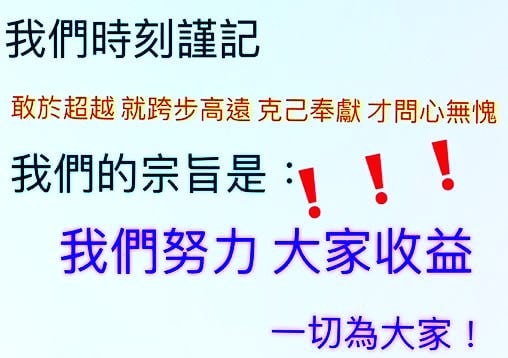 我們時刻謹記
敢於超越 就跨步高遠 克己奉獻 才問心無愧
我們的宗旨是：❗❗❗
我們努力 大家收益
一切為大家！